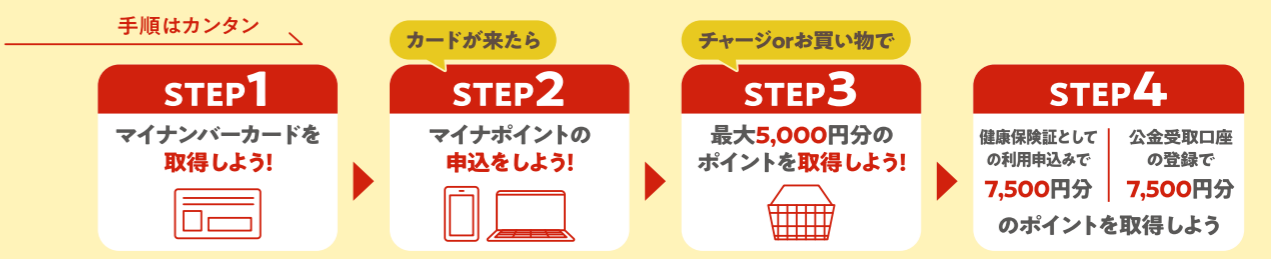 手順はカンタン
STEP1
マイナンバーカードを
取得しよう!
カードが来たら
STEP2
マイナポイントの
申込をしよう!
チャージorお買い物で
STEP3
最大5,000円分の
ポイントを取得しよう!
STEP4
健康保険証として
の利用申込みで
7,500円分
公金受取口座
の登録で
7,500円分
のポイントを取得しよう